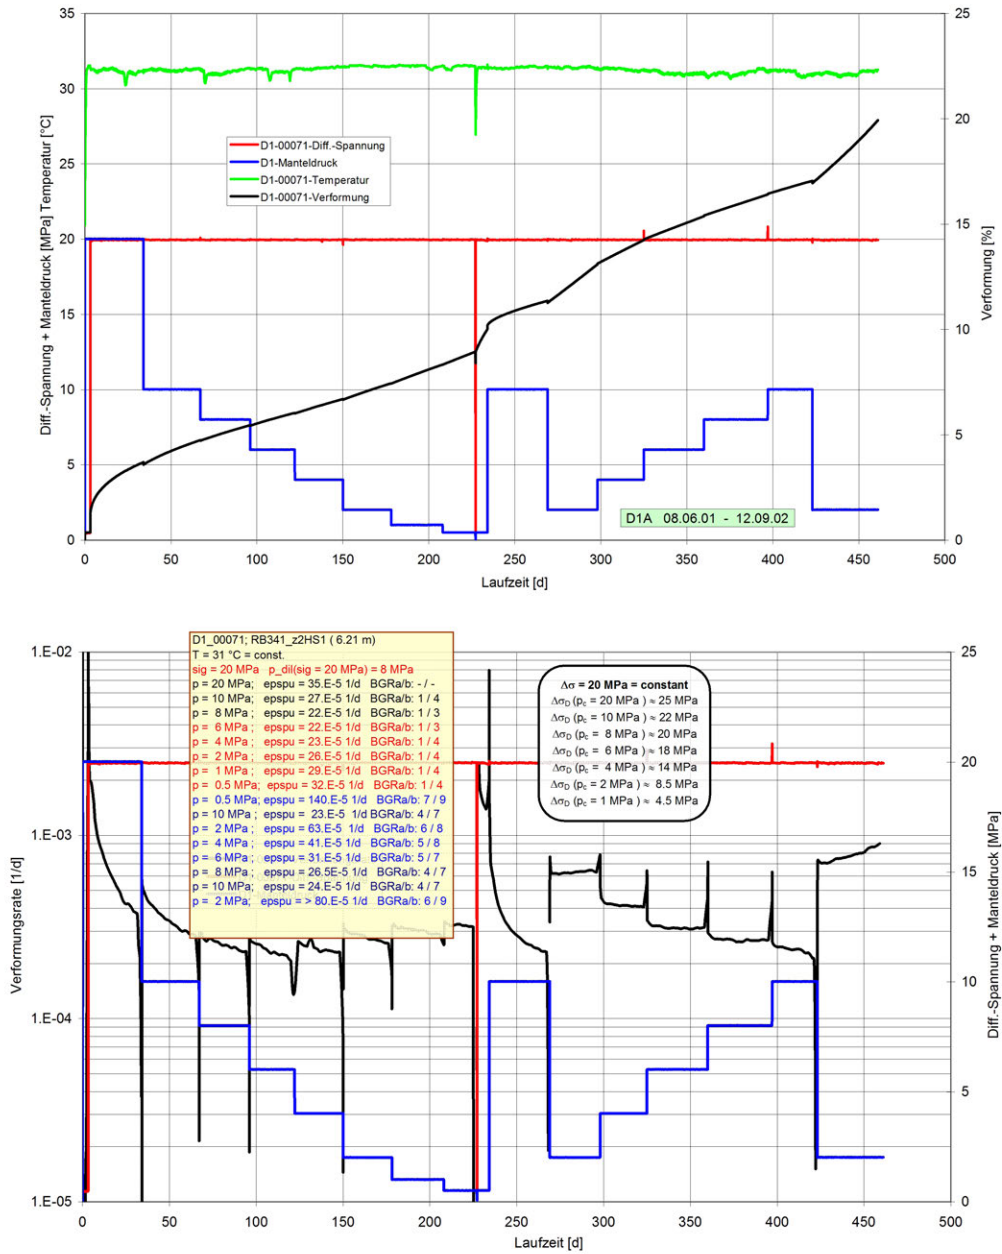 35
30
25
20
15
10
5
0
25
20
15
10
5
0
0 50 100 150 200 250 300 350 400 450 500
Diff.-Spannung + Manteldruck [MPa] Temperatur [°C]
Verformung [%]
Laufzeit [d]
D1-00071-Diff.-Spannung
D1-Manteldruck
D1-00071-Temperatur
D1-00071-Verformung
D1A 08.06.01 - 12.09.02
1.E-02
1.E-03
1.E-04
1.E-05
25
20
15
10
5
0
0 50 100 150 200 250 300 350 400 450 500
Verformungsrate [1/d]
Diff.-Spannung + Manteldruck [MPa]
Laufzeit [d]
D1_00071; RB341_z2HS1 ( 6.21 m)
T = 31 °C = const.
sig = 20 MPa p_dil(sig = 20 MPa) = 8 MPa
p = 20 MPa; epspu = 35.E-5 1/d BGRa/b: - / -
p = 10 MPa; epspu = 27.E-5 1/d BGRa/b: 1 / 4
p = 8 MPa; epspu = 22.E-5 1/d BGRa/b: 1 / 3
p = 6 MPa; epspu = 22.E-5 1/d BGRa/b: 1 / 3
p = 4 MPa; epspu = 23.E-5 1/d BGRa/b: 1 / 4
p = 2 MPa; epspu = 26.E-5 1/d BGRa/b: 1 / 4
p = 1 MPa; epspu = 29.E-5 1/d BGRa/b: 1 / 4
p = 0.5 MPa; epspu = 32.E-5 1/d BGRa/b: 1 / 4
p = 0.5 MPa; epspu = 140.E-5 1/d BGRa/b: 7 / 9
p = 10 MPa; epspu = 23.E-5 1/d BGRa/b: 4 / 7
p = 2 MPa; epspu = 63.E-5 1/d BGRa/b: 6 / 8
p = 4 MPa; epspu = 41.E-5 1/d BGRa/b: 5 / 8
p = 6 MPa; epspu = 31.E-5 1/d BGRa/b: 5 / 7
p = 8 MPa; epspu = 26.5E-5 1/d BGRa/b: 4 / 7
p = 10 MPa; epspu = 24.E-5 1/d BGRa/b: 4 / 7
p = 2 MPa; epspu = > 80.E-5 1/d BGRa/b: 6 / 9
Δσ = 20 MPa = constant
Δσ_D (p_c = 20 MPa ) ≈ 25 MPa
Δσ_D (p_c = 10 MPa ) ≈ 22 MPa
Δσ_D (p_c = 8 MPa ) ≈ 20 MPa
Δσ_D (p_c = 6 MPa ) ≈ 18 MPa
Δσ_D (p_c = 4 MPa ) ≈ 14 MPa
Δσ_D (p_c = 2 MPa ) ≈ 8.5 MPa
Δσ_D (p_c = 1 MPa ) ≈ 4.5 MPa